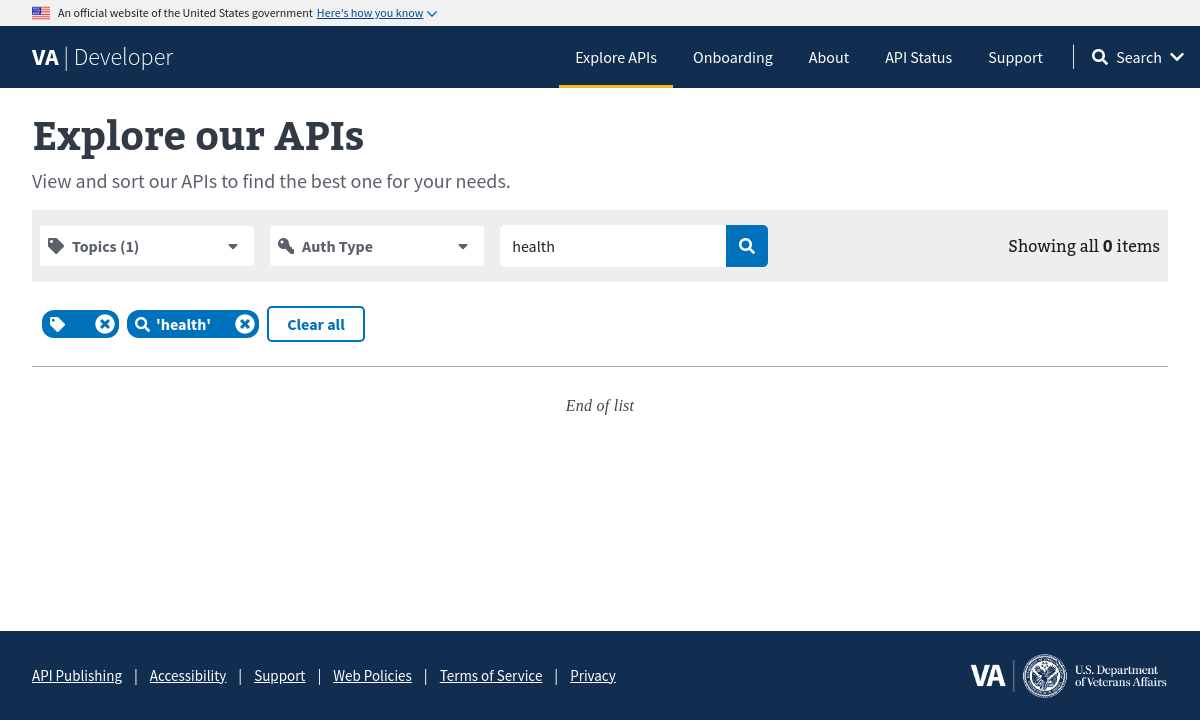 An official website of the United States government Here's how you know
VA | Developer
Explore APIs
Onboarding
About
API Status
Support
Search
Explore our APIs
View and sort our APIs to find the best one for your needs.
Topics (1)
Auth Type
health
Showing all 0 items
'health'
Clear all
End of list
API Publishing | Accessibility | Support | Web Policies | Terms of Service | Privacy
VA
U.S. Department
of Veterans Affairs